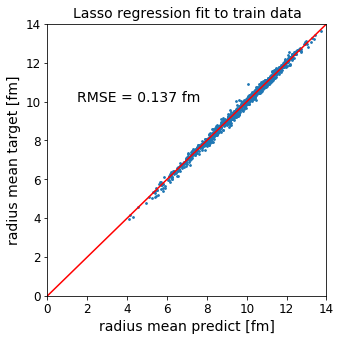 Lasso regression fit to train data
14
12
10
8
6
4
2
0
radius mean target [fm]
RMSE = 0.137 fm
0 2 4 6 8 10 12 14
radius mean predict [fm]